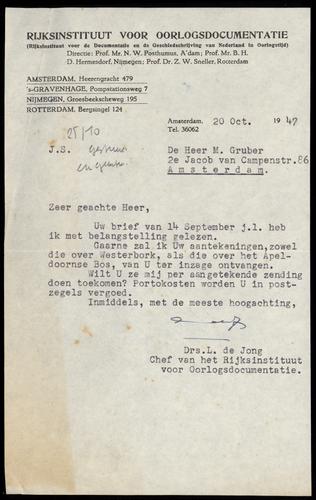 RIJKSINSTITUUT VOOR OORLOGSDOCUMENTATIE
(Rijksinstituut voor de Documentatie en de Geschiedschrijving van Nederland in Oorlogstijd)
Directie: Prof. Mr. N. W. Posthumus, A'dam; Prof. Mr. B. H.
D. Hermesdorf, Nijmegen; Prof. Dr. Z. W. Sneller, Rotterdam
AMSTERDAM, Heerengracht 479
's-GRAVENHAGE, Pompstationsweg 7
NIJMEGEN, Groesbeekscheweg 195
ROTTERDAM, Bergsingel 124
Amsterdam, 20 Oct. 1947
Tel. 36062
25/10
J.S.
De Heer M. Gruber
2e Jacob van Campenstr.86
Amsterdam.
Zeer geachte Heer,
Uw brief van 14 September j.l. heb
ik met belangstelling gelezen.
Gaarne zal ik Uw aantekeningen, zowel
die over Westerbork, als die over het Apel-
doornse Bos, van U ter inzage ontvangen.
Wilt U ze mij per aangetekende zending
doen toekomen? Portokosten worden U in post-
zegels vergoed.
Inmiddels, met de meeste hoogachting,
Drs.L. de Jong
Chef van het Rijksinstituut
voor Oorlogsdocumentatie.